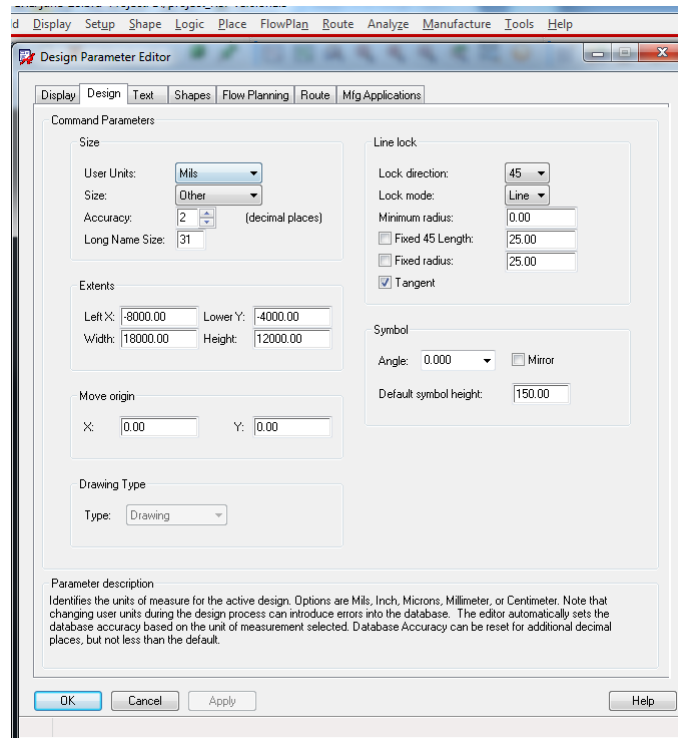 Display Setup Shape Logic Place FlowPlan Route Analyze Manufacture Tools Help
Design Parameter Editor
Display Design Text Shapes Flow Planning Route Mfg Applications
Command Parameters
Size
User Units: Mils
Size: Other
Accuracy: 2 (decimal places)
Long Name Size: 31
Extents
Left X: -8000.00 Lower Y: -4000.00
Width: 18000.00 Height: 12000.00
Move origin
X: 0.00 Y: 0.00
Drawing Type
Type: Drawing
Line lock
Lock direction: 45
Lock mode: Line
Minimum radius: 0.00
Fixed 45 Length: 25.00
Fixed radius: 25.00
Tangent
Symbol
Angle: 0.000 Mirror
Default symbol height: 150.00
Parameter description
Identifies the units of measure for the active design. Options are Mils, Inch, Microns, Millimeter, or Centimeter. Note that
changing user units during the design process can introduce errors into the database. The editor automatically sets the
database accuracy based on the unit of measurement selected. Database Accuracy can be reset for additional decimal
places, but not less than the default.
OK Cancel Apply Help